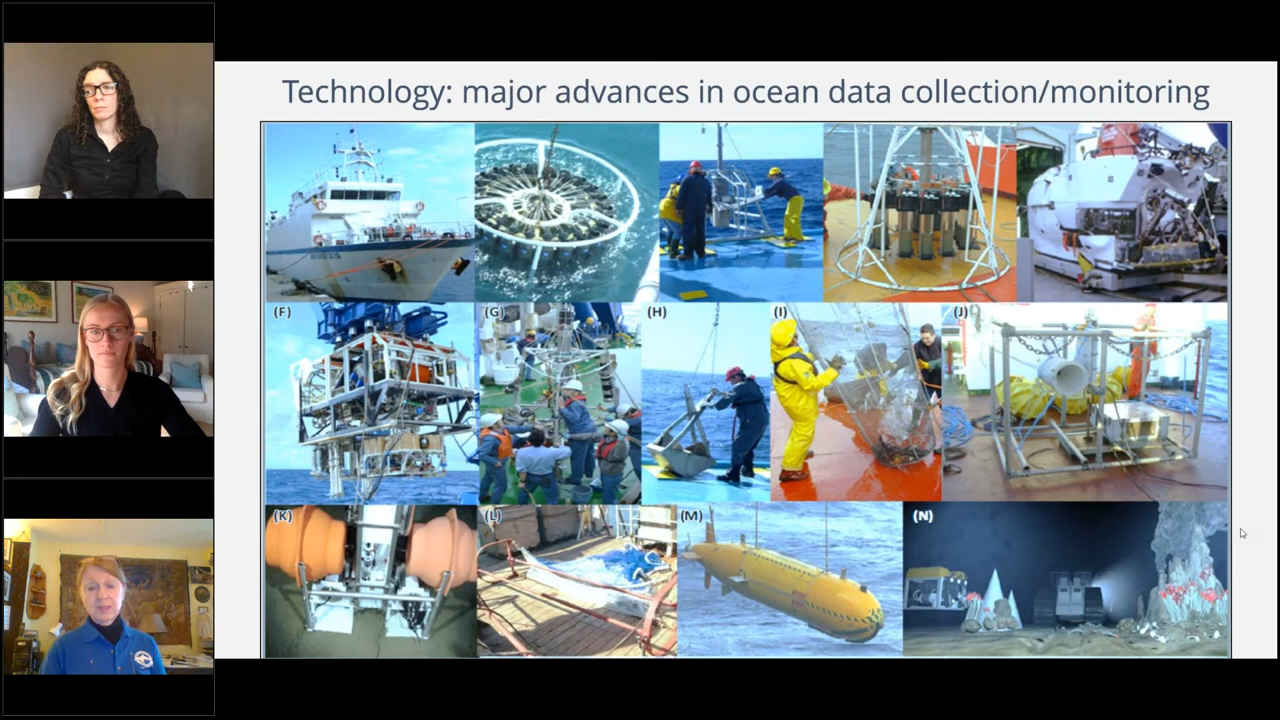 Technology: major advances in ocean data collection/monitoring
(F)
(G)
(H)
(I)
(J)
(K)
(L)
(M)
(N)